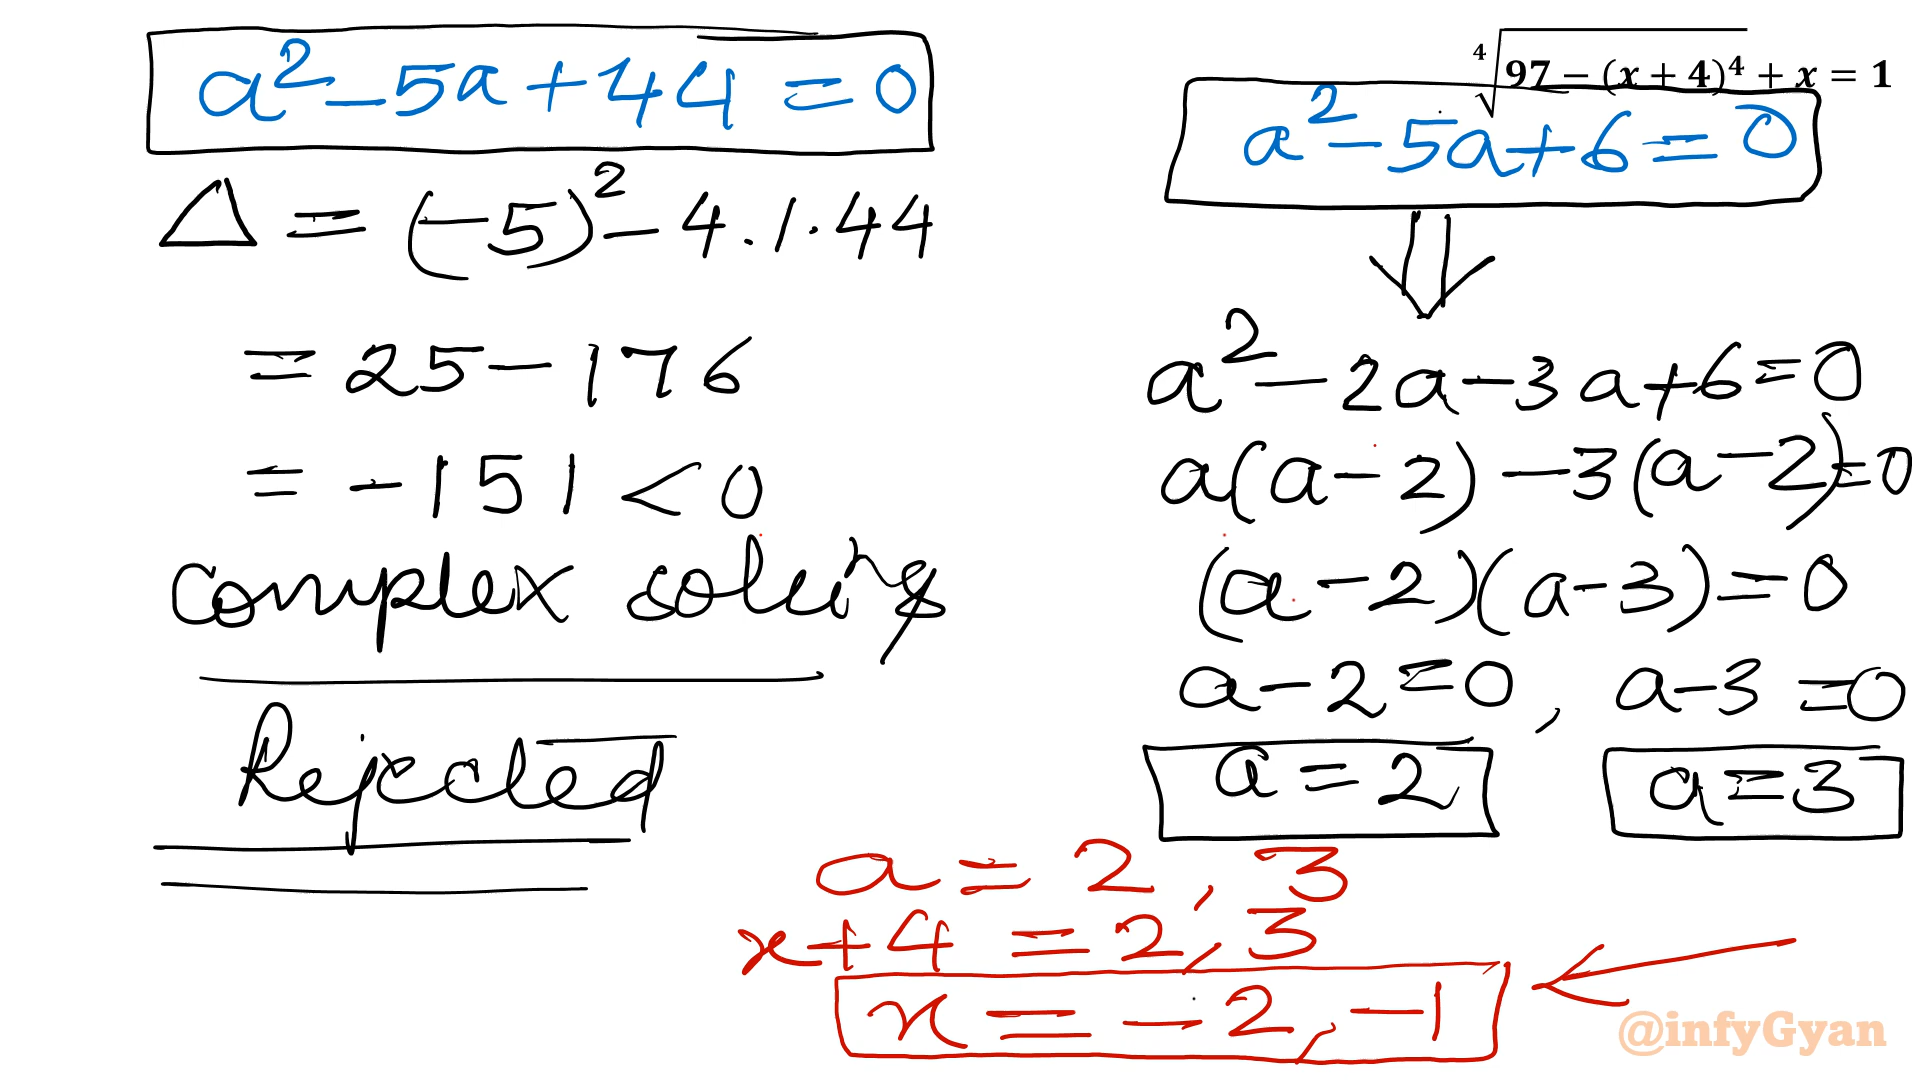 a² - 5a + 44 = 0
Δ = (-5)² - 4.1.44
= 25 - 176
= -151 < 0
complex soluⁿs
Rejected
⁴√97 - (x + 4)⁴ + x = 1
a² - 5a + 6 = 0
⇓
a² - 2a - 3a + 6 = 0
a(a - 2) - 3(a - 2) = 0
(a - 2)(a - 3) = 0
a - 2 = 0, a - 3 = 0
a = 2 a = 3
a = 2, 3
x + 4 = 2, 3
x = -2, -1
@infyGyan